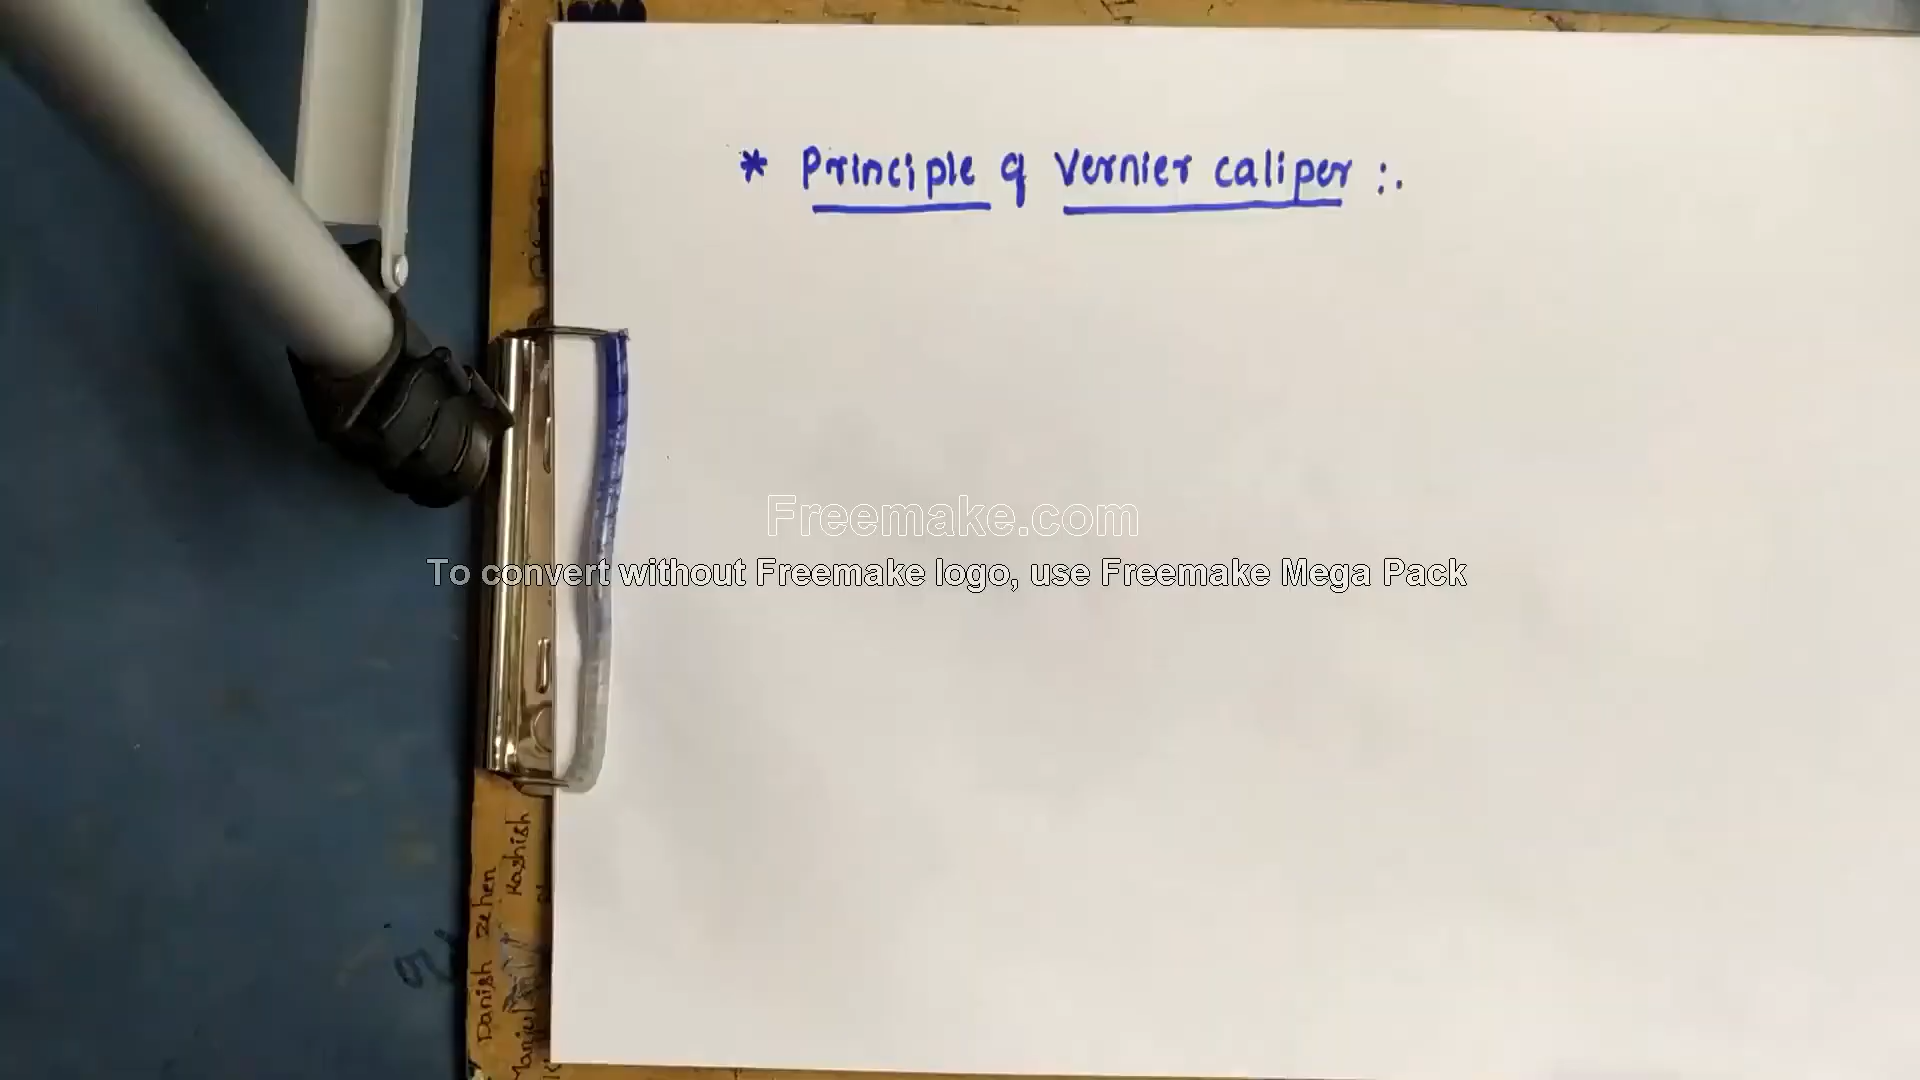 * Principle of Vernier caliper :.
Freemake.com
To convert without Freemake logo, use Freemake Mega Pack
Danish Zehen
Kashish